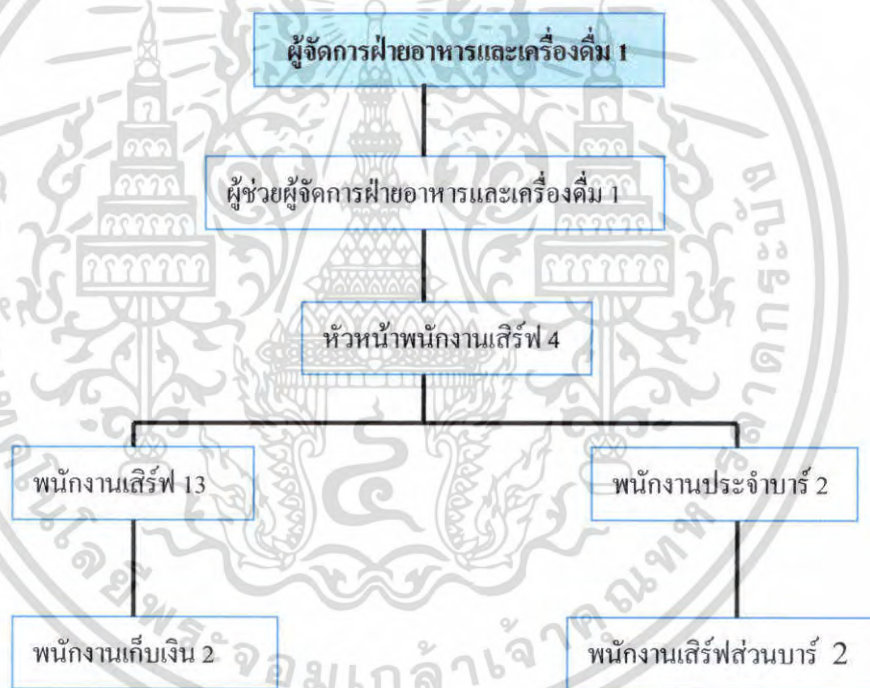 ผู้จัดการฝ่ายอาหารและเครื่องดื่ม 1
ผู้ช่วยผู้จัดการฝ่ายอาหารและเครื่องดื่ม 1
หัวหน้าพนักงานเสิร์ฟ 4
พนักงานเสิร์ฟ 13
พนักงานประจำบาร์ 2
พนักงานเก็บเงิน 2
พนักงานเสิร์ฟส่วนบาร์ 2